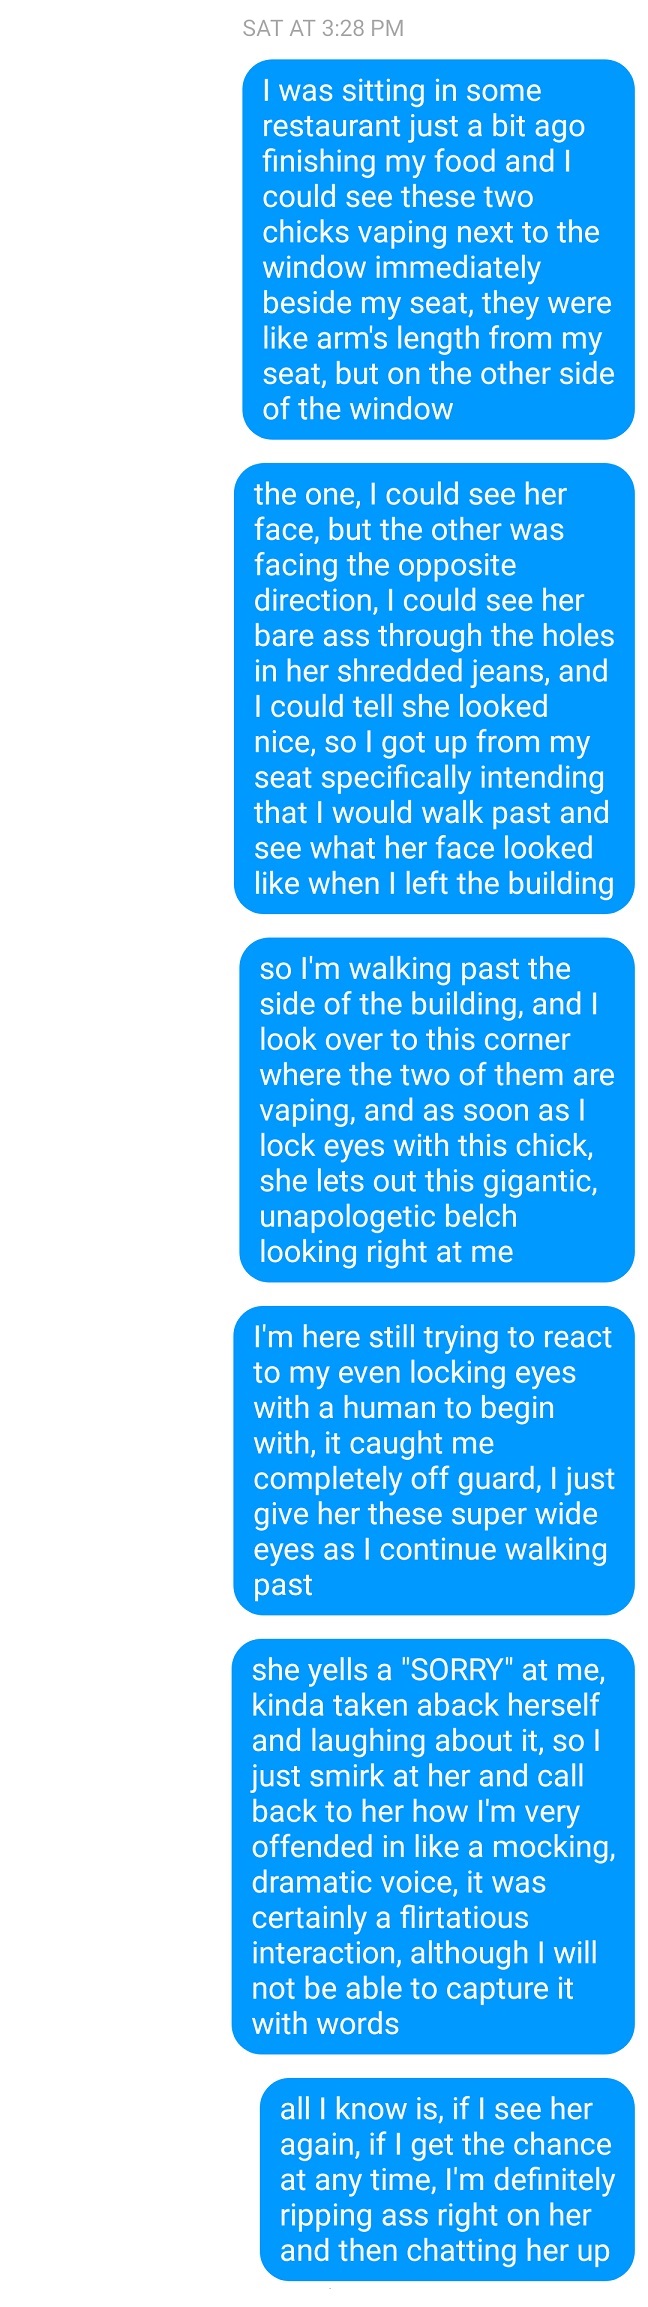 SAT AT 3:28 PM
I was sitting in some
restaurant just a bit ago
finishing my food and I
could see these two
chicks vaping next to the
window immediately
beside my seat, they were
like arm's length from my
seat, but on the other side
of the window
the one, I could see her
face, but the other was
facing the opposite
direction, I could see her
bare ass through the holes
in her shredded jeans, and
I could tell she looked
nice, so I got up from my
seat specifically intending
that I would walk past and
see what her face looked
like when I left the building
so I'm walking past the
side of the building, and I
look over to this corner
where the two of them are
vaping, and as soon as I
lock eyes with this chick,
she lets out this gigantic,
unapologetic belch
looking right at me
I'm here still trying to react
to my even locking eyes
with a human to begin
with, it caught me
completely off guard, I just
give her these super wide
eyes as I continue walking
past
she yells a "SORRY" at me,
kinda taken aback herself
and laughing about it, so I
just smirk at her and call
back to her how I'm very
offended in like a mocking,
dramatic voice, it was
certainly a flirtatious
interaction, although I will
not be able to capture it
with words
all I know is, if I see her
again, if I get the chance
at any time, I'm definitely
ripping ass right on her
and then chatting her up